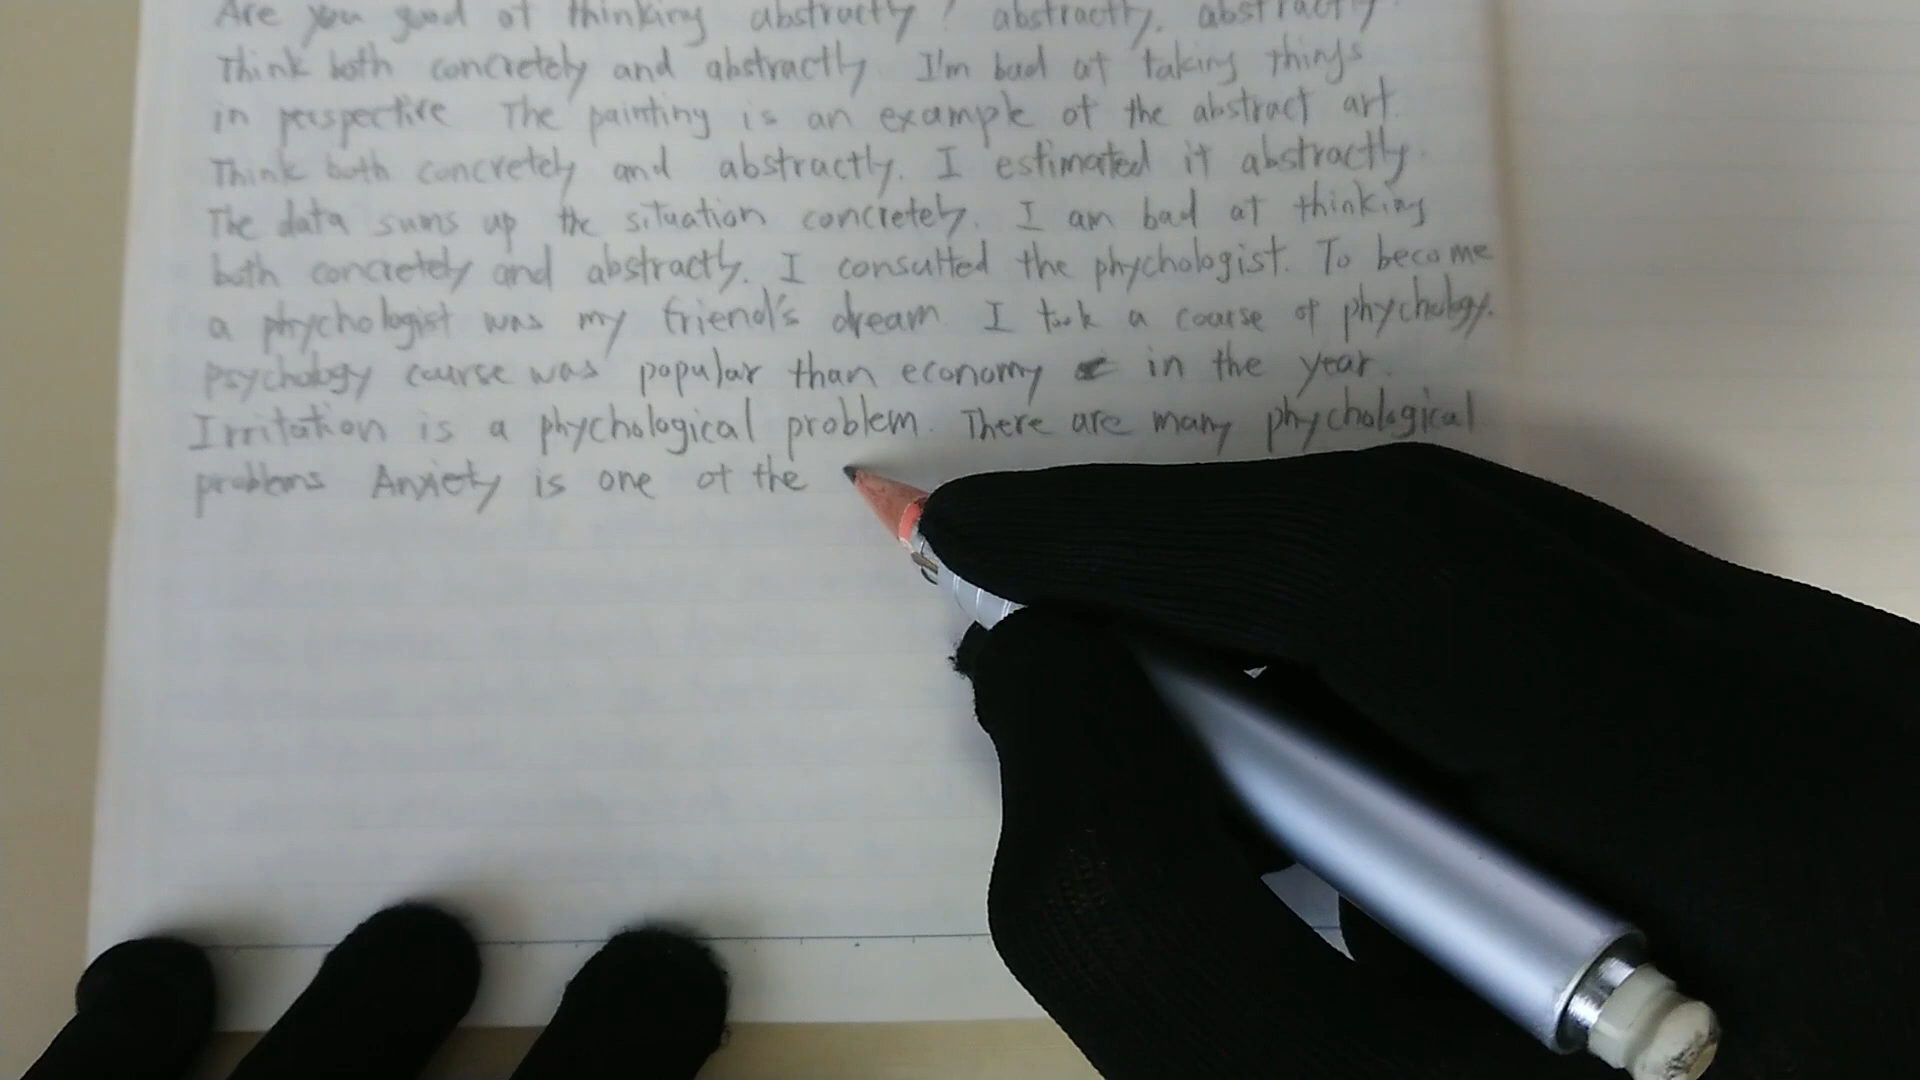 Are you good at thinking abstractly? abstractly. abstractly
Think both concretely and abstractly I'm bad at taking things
in perspective The painting is an example of the abstract art.
Think both concretely and abstractly. I estimated it abstractly.
The data sums up the situation concretely. I am bad at thinking
both concretely and abstractly. I consulted the phychologist. To become
a phychologist was my friend's dream I took a course of phychology.
psychology course was popular than economy in the year.
Irritation is a phychological problem. There are many phychological
problems Anxiety is one of the